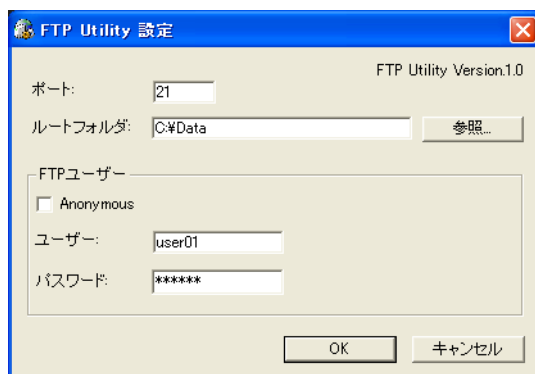 FTP Utility 設定
FTP Utility Version.1.0
ポート: 21
ルートフォルダ: C:¥Data 参照...
FTPユーザー
Anonymous
ユーザー: user01
パスワード: ******
OK キャンセル